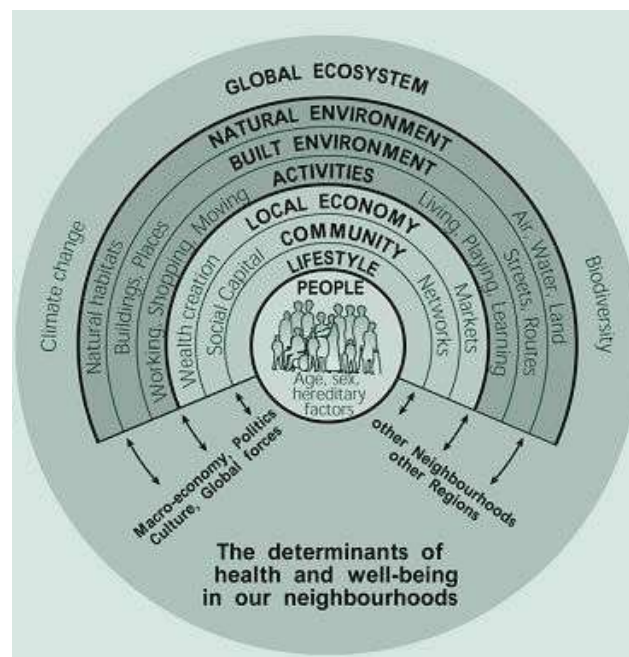 GLOBAL ECOSYSTEM
NATURAL ENVIRONMENT
BUILT ENVIRONMENT
ACTIVITIES
LOCAL ECONOMY
COMMUNITY
LIFESTYLE
PEOPLE
Age, sex,
hereditary
factors
Climate change
Natural habitats
Buildings, Places
Working, Shopping, Moving
Wealth creation
Social Capital
Networks
Markets
Living, Playing, Learning
Streets, Routes
Air, Water, Land
Biodiversity
Macro-economy, Politics
Culture, Global forces
other Neighbourhoods
other Regions
The determinants of
health and well-being
in our neighbourhoods